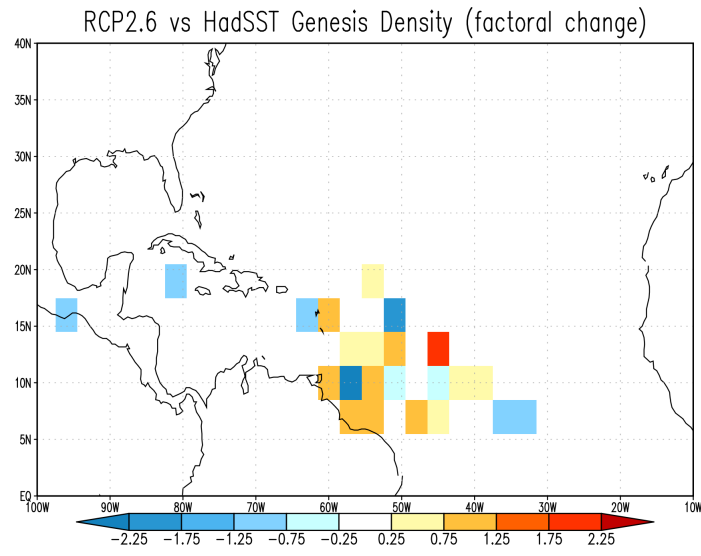 RCP2.6 vs HadSST Genesis Density (factoral change)
40N
35N
30N
25N
20N
15N
10N
5N
EQ
100W 90W 80W 70W 60W 50W 40W 30W 20W 10W
-2.25 -1.75 -1.25 -0.75 -0.25 0.25 0.75 1.25 1.75 2.25